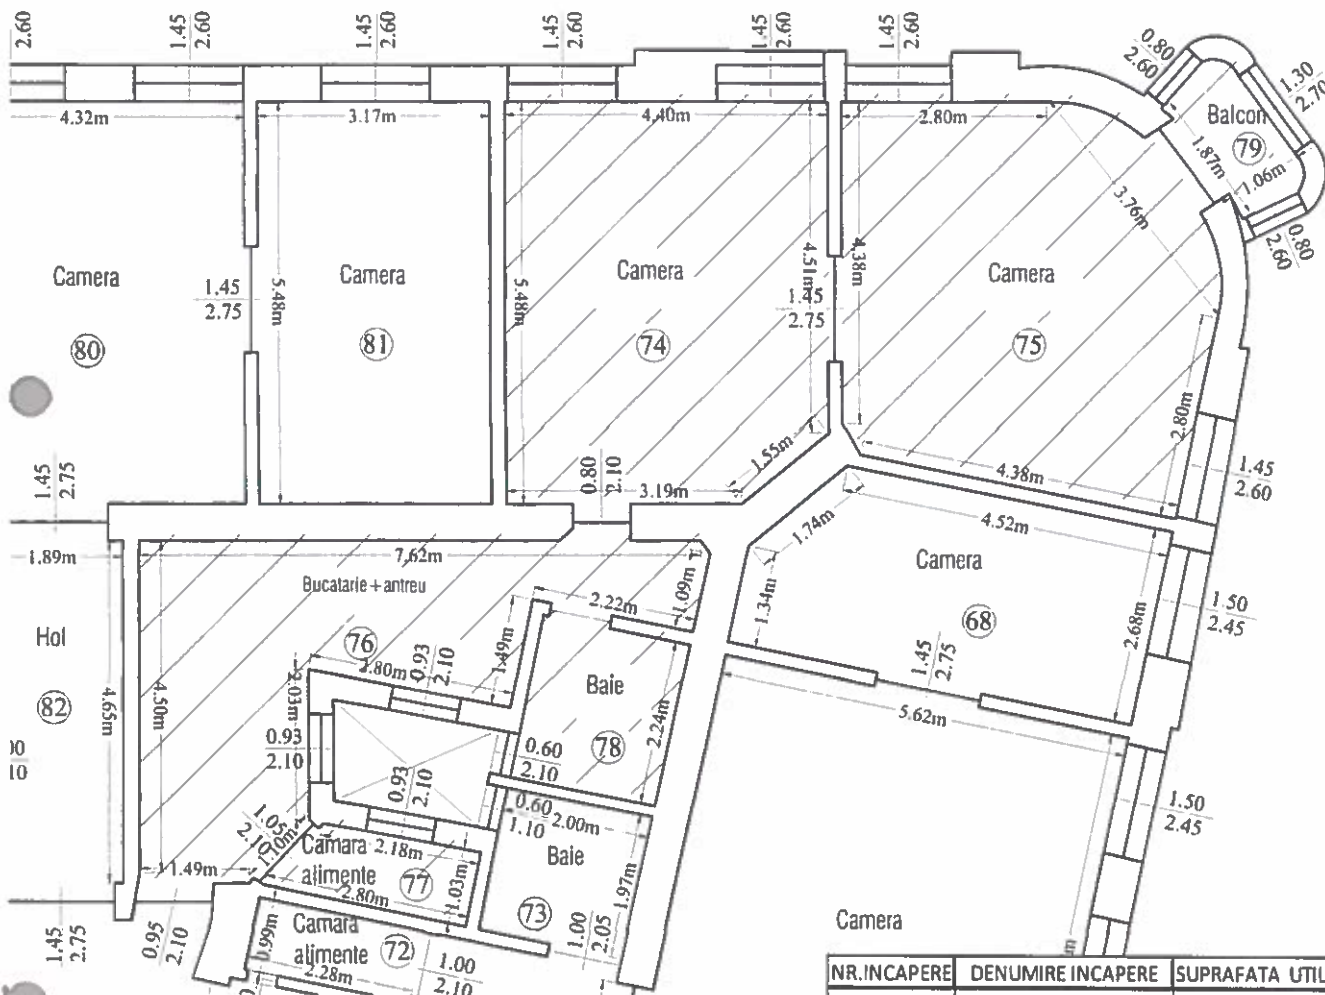 2.60
1.45
2.60
1.45
2.60
1.45
2.60
1.45
2.60
1.45
2.60
0.80
2.60
1.30
2.70
Balcon
79
1.87m
1.06m
0.80
2.60
4.32m
3.17m
4.40m
2.80m
3.76m
Camera
80
1.45
2.75
5.48m
Camera
81
5.48m
Camera
74
4.51m
4.38m
1.45
2.75
Camera
75
2.80m
1.45
2.60
1.45
2.75
0.80
2.10
3.19m
1.55m
4.38m
4.52m
1.74m
1.34m
Camera
68
2.68m
1.45
2.75
1.50
2.45
1.89m
7.62m
Bucatarie + antreu
76
1.09m
2.22m
1.49m
Hol
82
4.65m
4.50m
2.03m
0.93
2.10
Baie
78
2.24m
5.62m
0.93
2.10
0.93
2.10
0.60
2.10
0.60
1.10
2.00m
1.50
2.45
1.05
2.10
1.10m
1.49m
Camara
alimente
77
2.18m
2.80m
1.03m
Baie
73
1.97m
1.00
2.05
Camera
1.45
2.75
0.95
2.10
0.99m
Camara
alimente
72
2.28m
1.00
2.10
NR.INCAPERE DENUMIRE INCAPERE SUPRAFATA UTIL